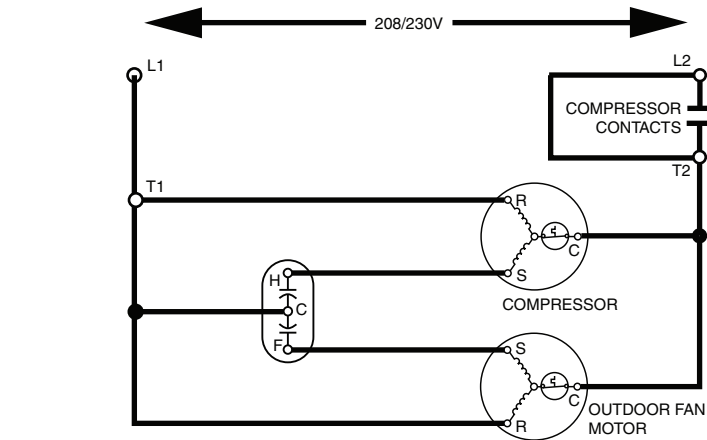 208/230V
L1
L2
COMPRESSOR
CONTACTS
T2
T1
R
C
S
COMPRESSOR
H
C
F
S
C
R
OUTDOOR FAN
MOTOR